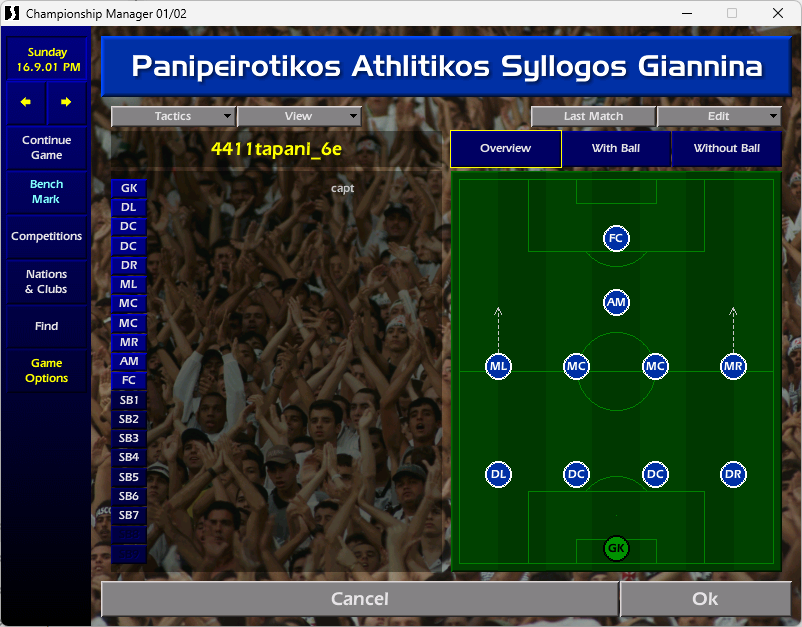 Championship Manager 01/02
Sunday
16.9.01 PM
Continue
Game
Bench
Mark
Competitions
Nations
& Clubs
Find
Game
Options
Panipeirotikos Athlitikos Syllogos Giannina
Tactics
View
Last Match
Edit
4411tapani_6e
Overview
With Ball
Without Ball
GK
capt
DL
DC
DC
DR
ML
MC
MC
MR
AM
FC
SB1
SB2
SB3
SB4
SB5
SB6
SB7
FC
AM
ML
MC
MC
MR
DL
DC
DC
DR
GK
Cancel
Ok